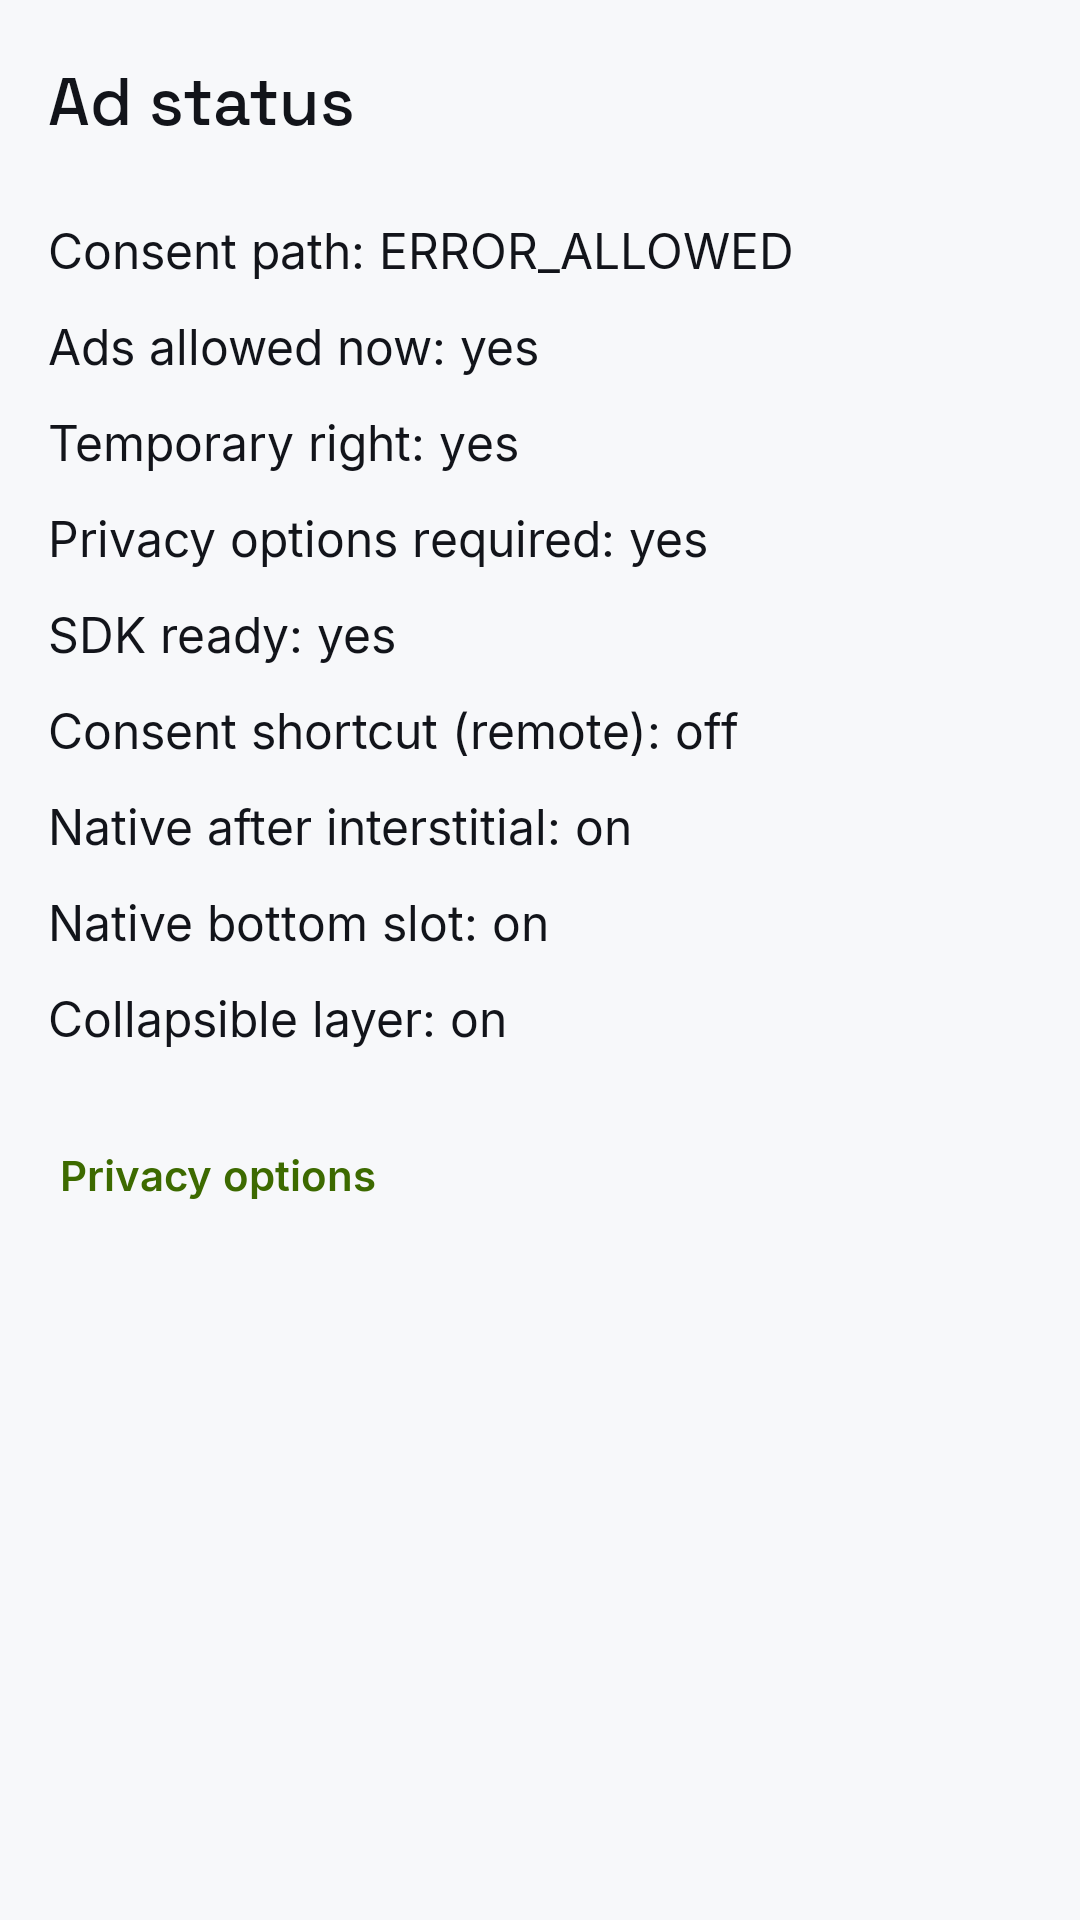 Ad status
Consent path: ERROR_ALLOWED
Ads allowed now: yes
Temporary right: yes
Privacy options required: yes
SDK ready: yes
Consent shortcut (remote): off
Native after interstitial: on
Native bottom slot: on
Collapsible layer: on
Privacy options